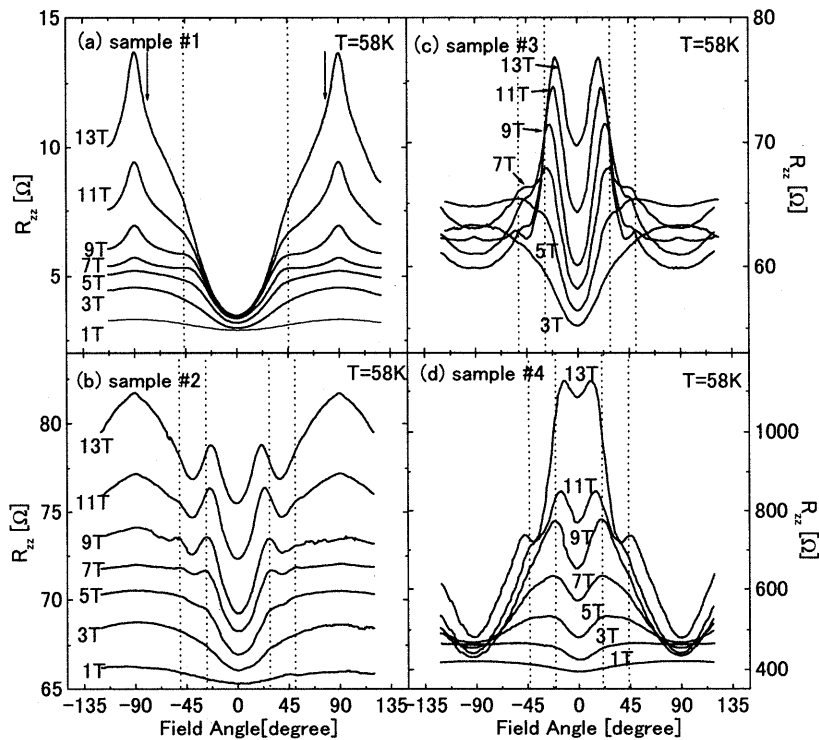 (a) sample #1
T=58K
15
10
5
R_zz [Ω]
13T
11T
9T
7T
5T
3T
1T
(c) sample #3
T=58K
80
70
60
R_zz [Ω]
13T
11T
9T
7T
5T
3T
(b) sample #2
T=58K
80
75
70
65
R_zz [Ω]
13T
11T
9T
7T
5T
3T
1T
-135 -90 -45 0 45 90 135
Field Angle[degree]
(d) sample #4
T=58K
1000
800
600
400
R_zz [Ω]
13T
11T
9T
7T
5T
3T
1T
-135 -90 -45 0 45 90 135
Field Angle [degree]